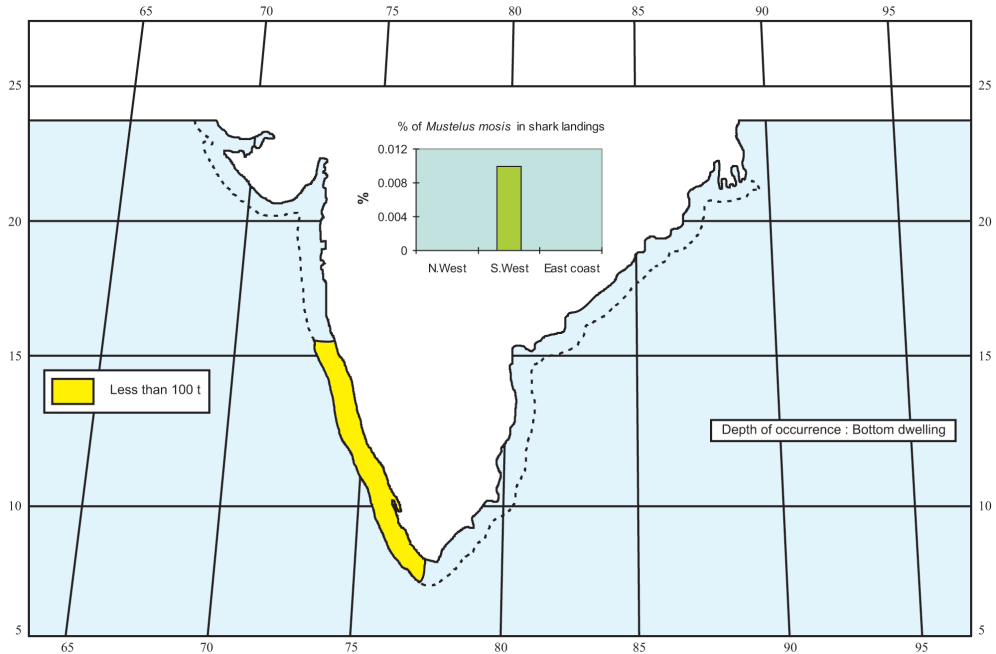 65 70 75 80 85 90 95
25 25
% of Mustelus mosis in shark landings
0.012
0.008
%
0.004
0
N.West S.West East coast
20 20
15 15
Less than 100 t
Depth of occurrence : Bottom dwelling
10 10
5 5
65 70 75 80 85 90 95